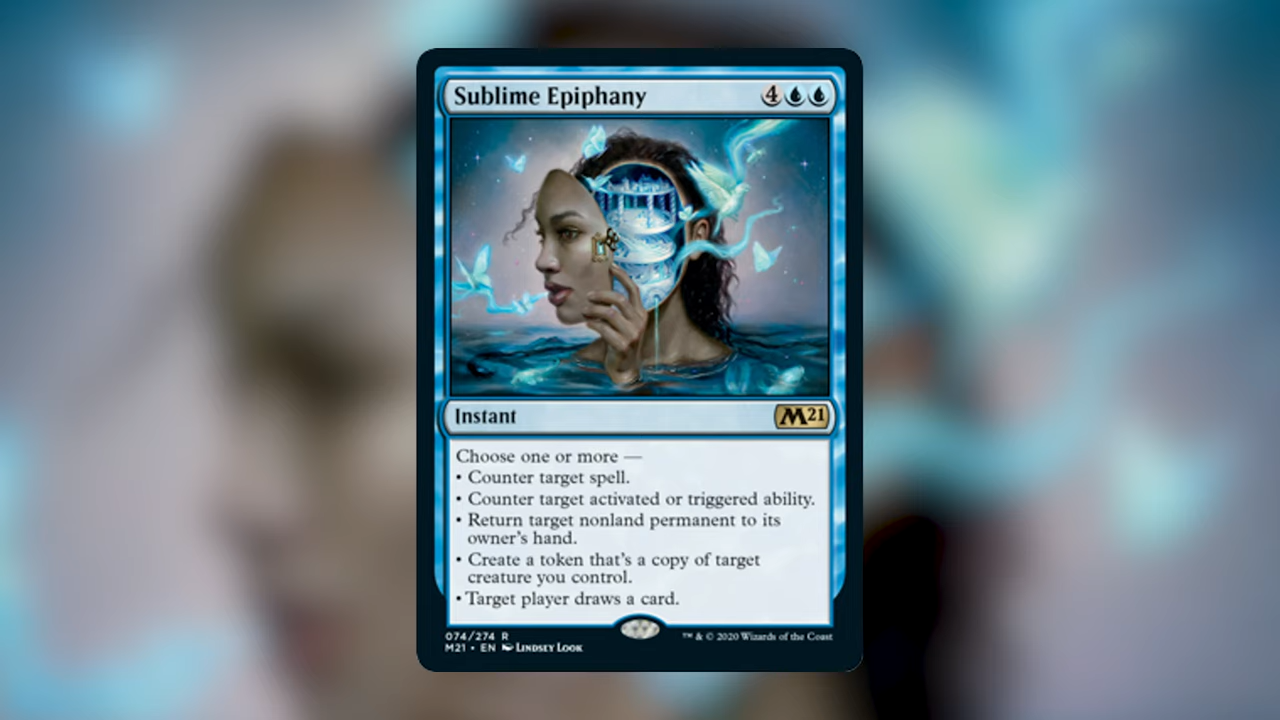 Sublime Epiphany 4
Instant M21
Choose one or more —
• Counter target spell.
• Counter target activated or triggered ability.
• Return target nonland permanent to its
owner's hand.
• Create a token that's a copy of target
creature you control.
• Target player draws a card.
074/274 R ™ & © 2020 Wizards of the Coast
M21 • EN Lindsey Look